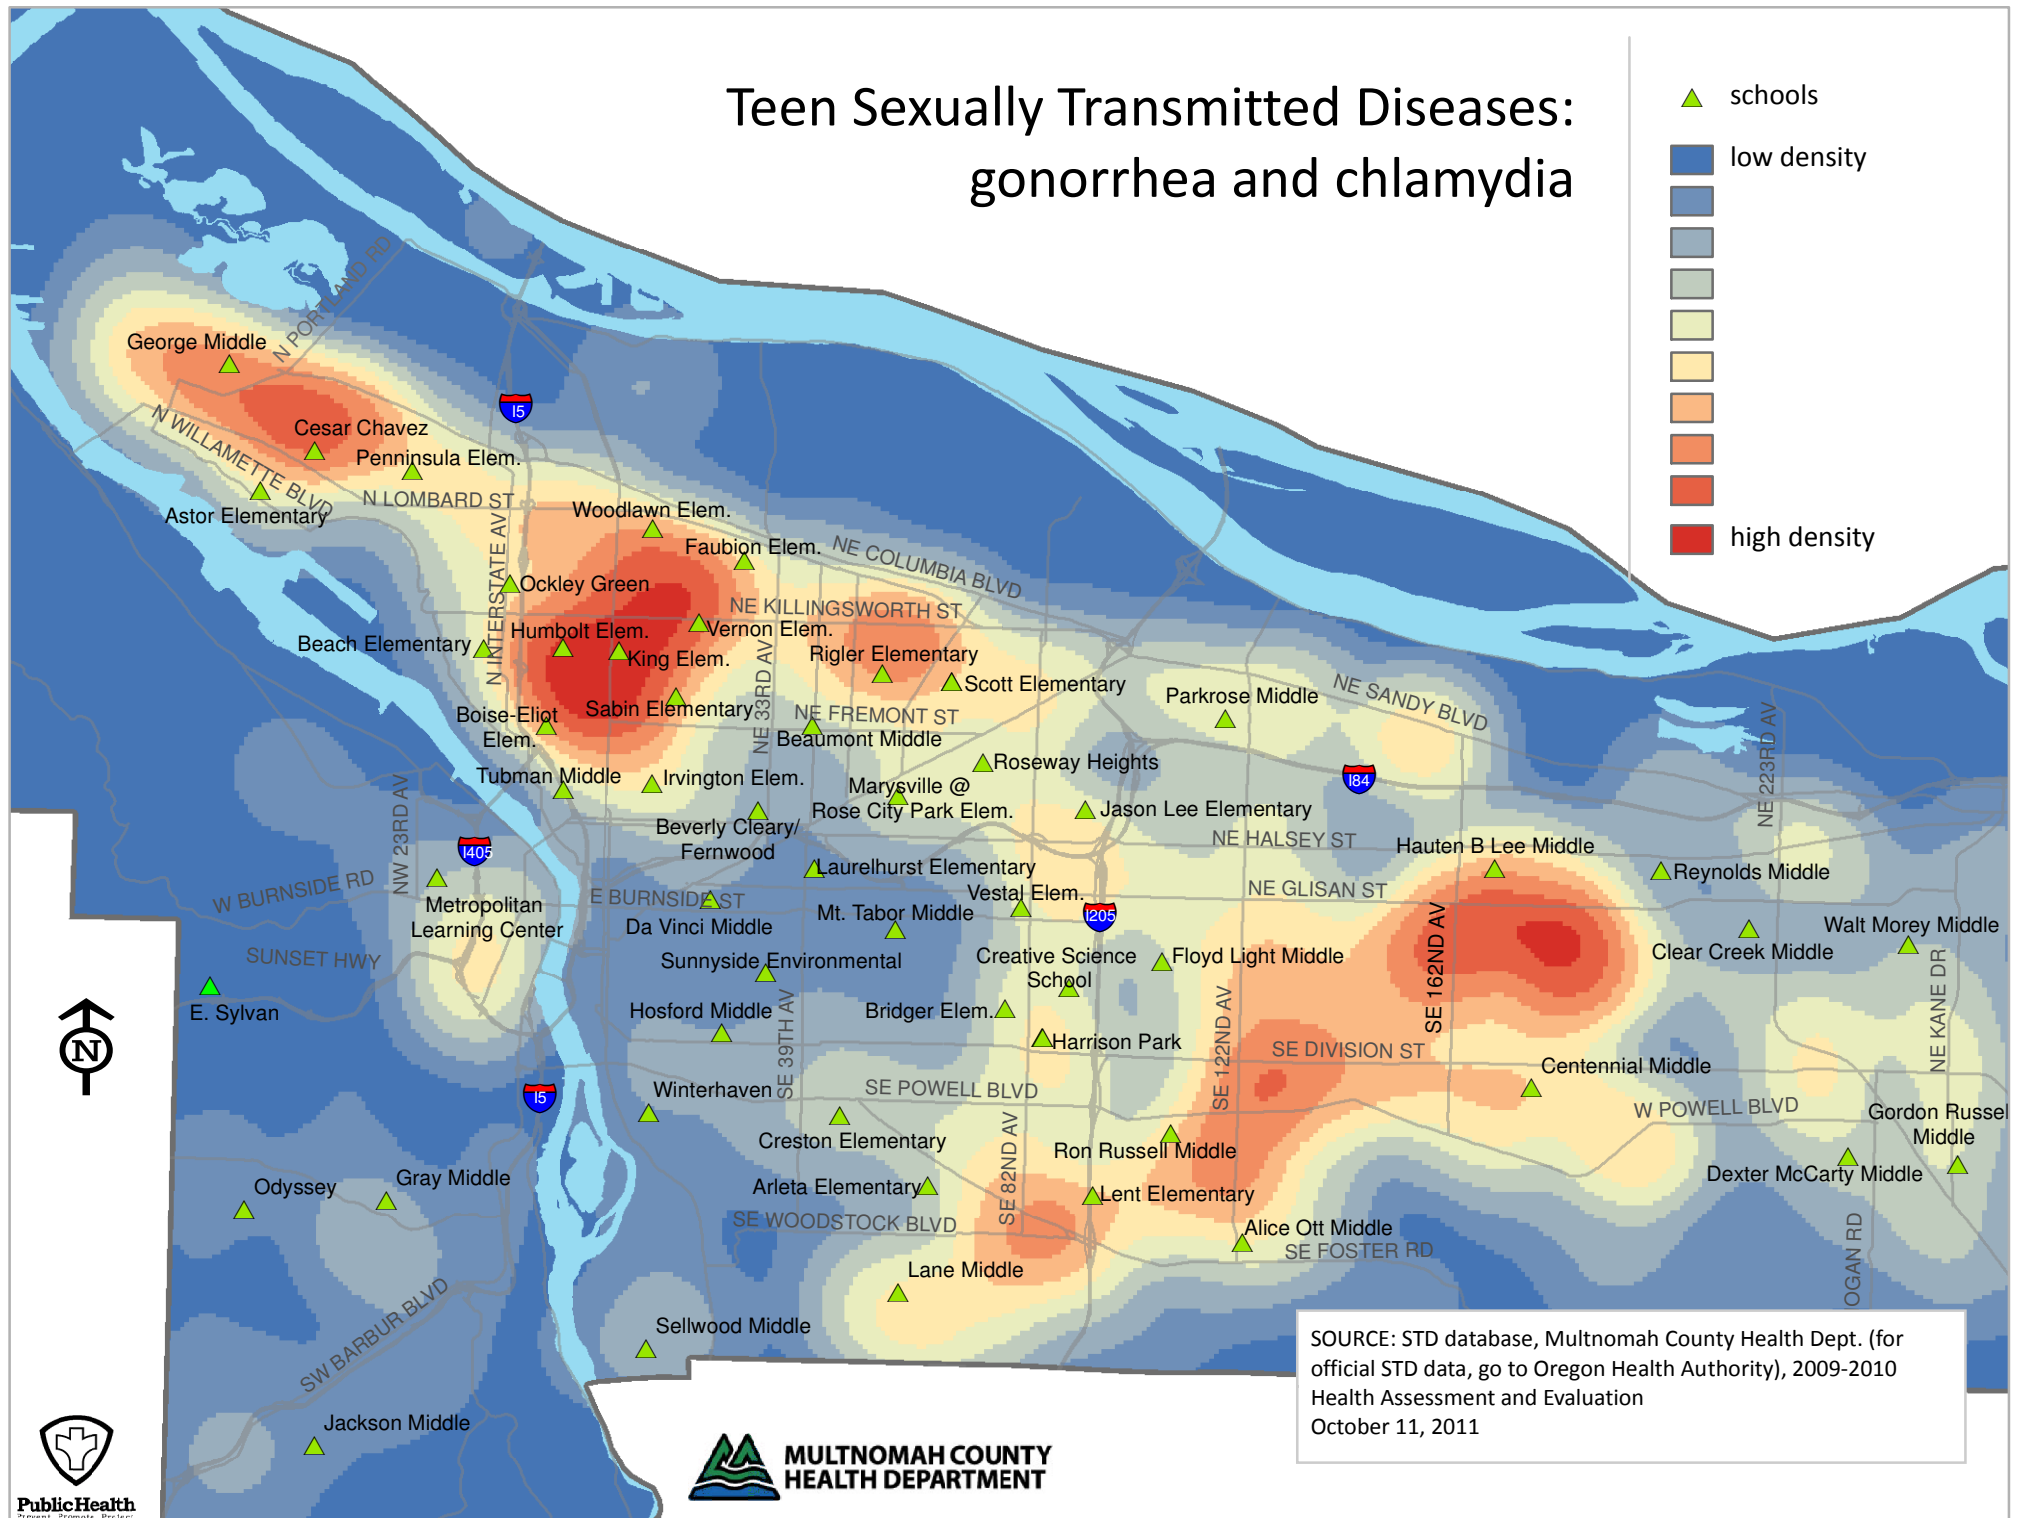 Teen Sexually Transmitted Diseases:
gonorrhea and chlamydia
schools
low density
high density
N PORTLAND RD
George Middle
I5
N WILLAMETTE BLVD
Cesar Chavez
Penninsula Elem.
N LOMBARD ST
Astor Elementary
Woodlawn Elem.
Faubion Elem.
NE COLUMBIA BLVD
N INTERSTATE AV
Ockley Green
NE KILLINGSWORTH ST
Humbolt Elem.
Vernon Elem.
Beach Elementary
King Elem.
NE 33RD AV
Rigler Elementary
Scott Elementary
Parkrose Middle
NE SANDY BLVD
Sabin Elementary
Boise-Eliot
Elem.
NE FREMONT ST
Beaumont Middle
NE 223RD AV
Roseway Heights
Tubman Middle
Irvington Elem.
Marysville @
Rose City Park Elem.
I84
Jason Lee Elementary
NW 23RD AV
Beverly Cleary/
Fernwood
NE HALSEY ST
Hauten B Lee Middle
I405
Laurelhurst Elementary
Reynolds Middle
W BURNSIDE RD
Metropolitan
Learning Center
E BURNSIDE ST
Vestal Elem.
NE GLISAN ST
Da Vinci Middle
Mt. Tabor Middle
I205
SE 162ND AV
Walt Morey Middle
Clear Creek Middle
SUNSET HWY
Sunnyside Environmental
Creative Science
School
Floyd Light Middle
NE KANE DR
E. Sylvan
Hosford Middle
Bridger Elem.
SE 39TH AV
SE 122ND AV
N
Harrison Park
SE DIVISION ST
Centennial Middle
I5
Winterhaven
SE POWELL BLVD
W POWELL BLVD
Gordon Russel
Middle
Creston Elementary
SE 82ND AV
Ron Russell Middle
Dexter McCarty Middle
Odyssey
Gray Middle
Arleta Elementary
Lent Elementary
SE WOODSTOCK BLVD
Alice Ott Middle
SE FOSTER RD
OGAN RD
Lane Middle
SW BARBUR BLVD
Sellwood Middle
Jackson Middle
SOURCE: STD database, Multnomah County Health Dept. (for
official STD data, go to Oregon Health Authority), 2009-2010
Health Assessment and Evaluation
October 11, 2011
MULTNOMAH COUNTY
HEALTH DEPARTMENT
PublicHealth
Prevent. Promote. Protect.